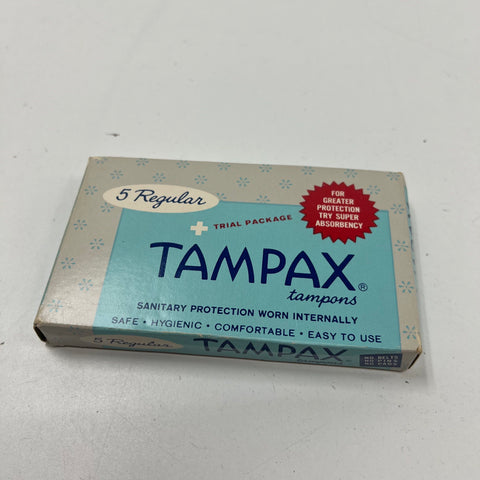 5 Regular
FOR
GREATER
PROTECTION
TRY SUPER
ABSORBENCY
TRIAL PACKAGE
TAMPAX®
tampons
SANITARY PROTECTION WORN INTERNALLY
SAFE • HYGIENIC • COMFORTABLE • EASY TO USE
5 Regular
TAMPAX
tampons
NO BELTS
NO PINS
NO PADS